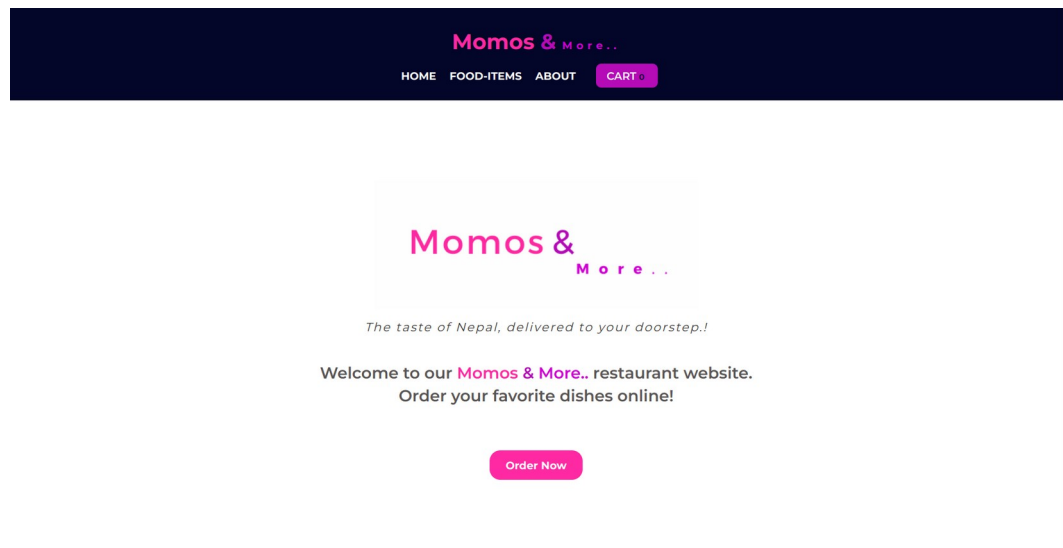 Momos & More..
HOME FOOD-ITEMS ABOUT CART 0
Momos &
More..
The taste of Nepal, delivered to your doorstep.!
Welcome to our Momos & More.. restaurant website.
Order your favorite dishes online!
Order Now